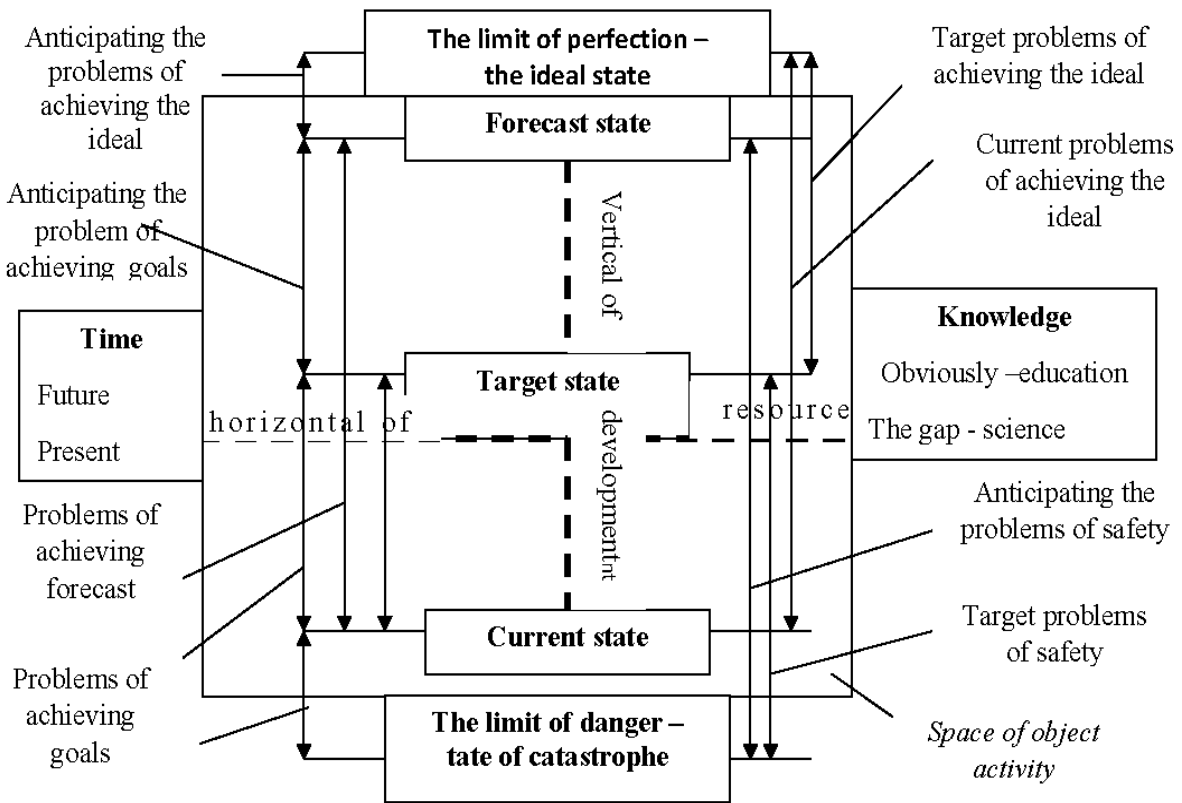 Anticipating the
problems of
achieving the
ideal
The limit of perfection –
the ideal state
Target problems of
achieving the ideal
Forecast state
Current problems
of achieving the
ideal
Anticipating the
problem of
achieving goals
Vertical of
Time
Future
Present
Knowledge
Obviously –education
The gap - science
Target state
horizontal of
resource
development
nt
Problems of
achieving
forecast
Anticipating the
problems of safety
Current state
Target problems
of safety
Problems of
achieving
goals
The limit of danger –
tate of catastrophe
Space of object
activity